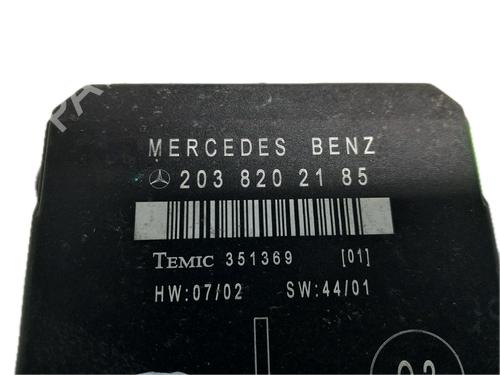 MERCEDES BENZ
203 820 21 85
TEMIC 351369 [01]
HW:07/02 SW:44/01